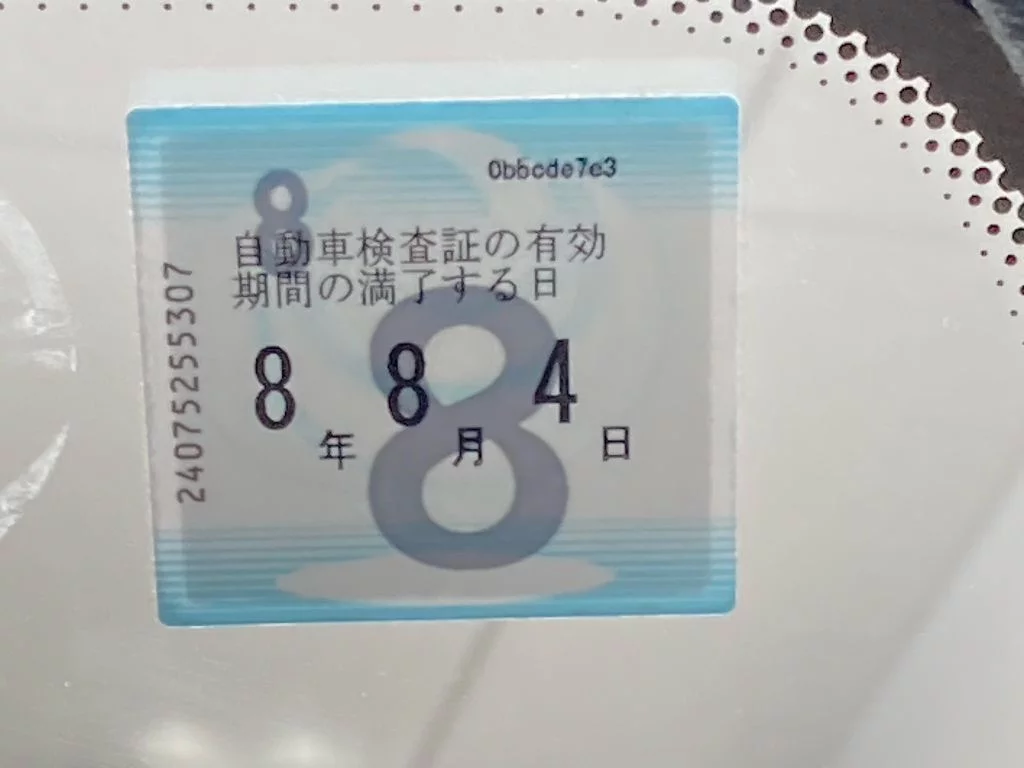 0bbcde7e3
8
自動車検査証の有効
期間の満了する日
8年8月4日
8
240752555307